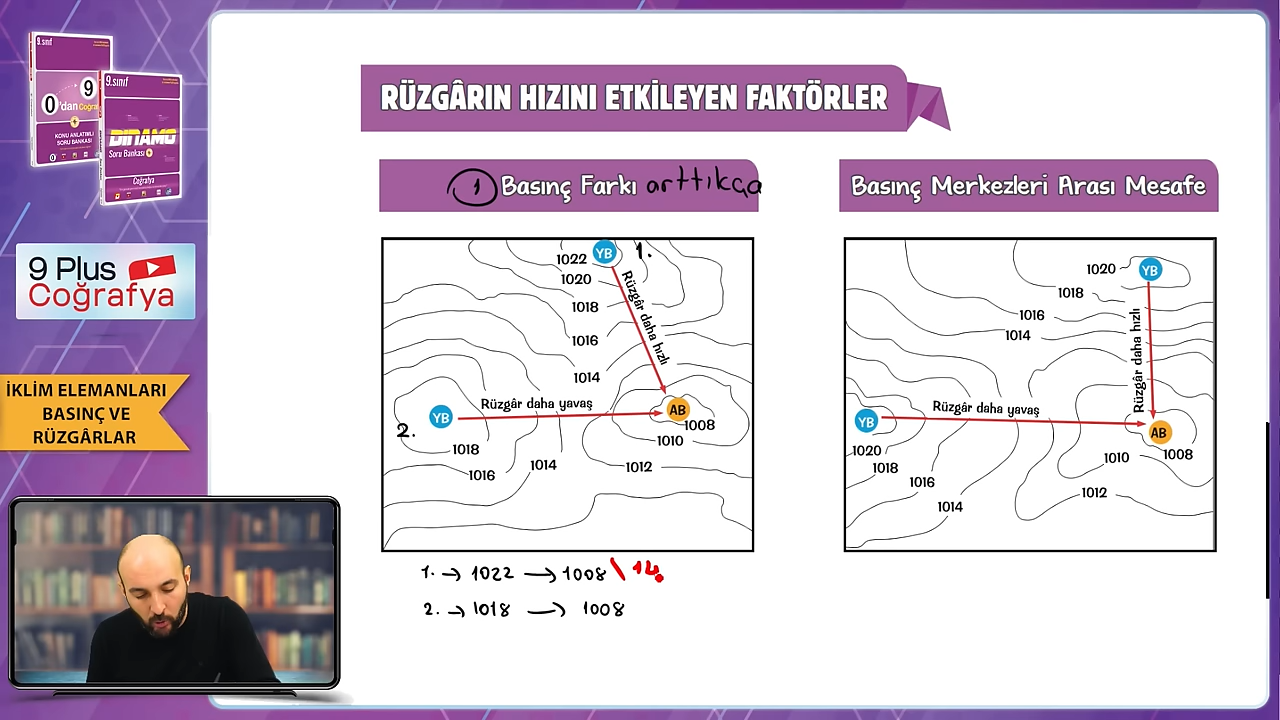 9.sınıf
0'dan
9
KONU ANLATIMLI
SORU BANKASI
9.sınıf
DİNAMO
Soru Bankası
Coğrafya
9 Plus
Coğrafya
İKLİM ELEMANLARI
BASINÇ VE
RÜZGÂRLAR
RÜZGÂRIN HIZINI ETKİLEYEN FAKTÖRLER
1 Basınç Farkı arttıkça
YB
1.
1022
1020
1018
1016
1014
Rüzgâr daha hızlı
Rüzgâr daha yavaş
YB
2.
AB
1008
1010
1012
1018
1016
1014
1. → 1022 → 1008 \ 14
2. → 1018 → 1008
Basınç Merkezleri Arası Mesafe
1020
YB
1018
1016
1014
Rüzgâr daha hızlı
Rüzgâr daha yavaş
YB
AB
1020
1018
1016
1014
1008
1010
1012